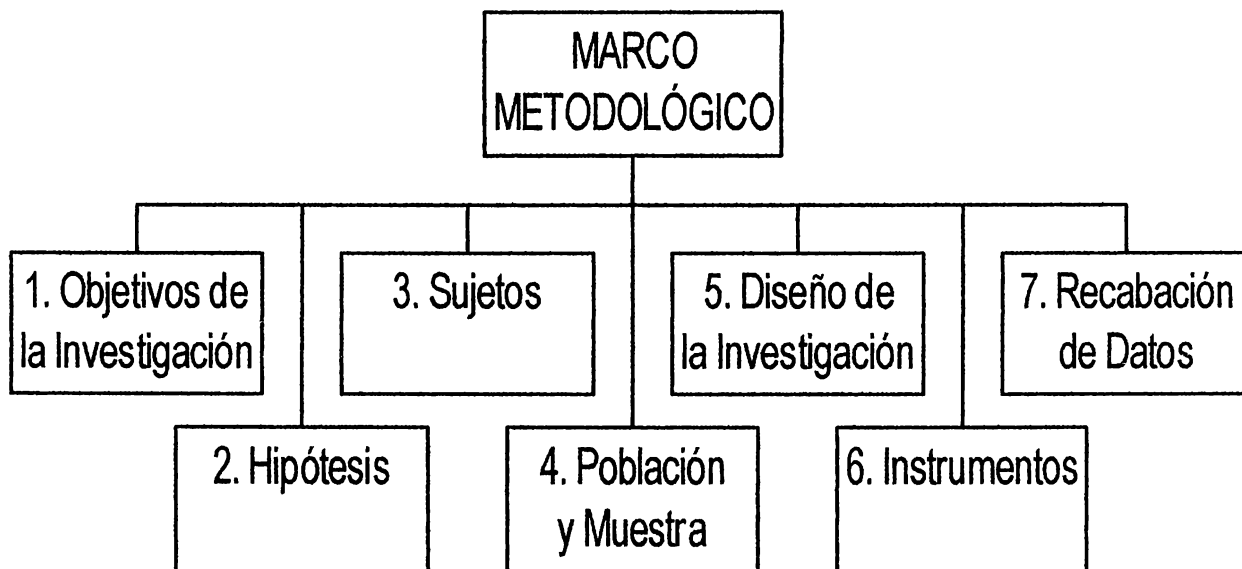 MARCO
METODOLÓGICO
1. Objetivos de
la Investigación
2. Hipótesis
3. Sujetos
4. Población
y Muestra
5. Diseño de
la Investigación
6. Instrumentos
7. Recabación
de Datos